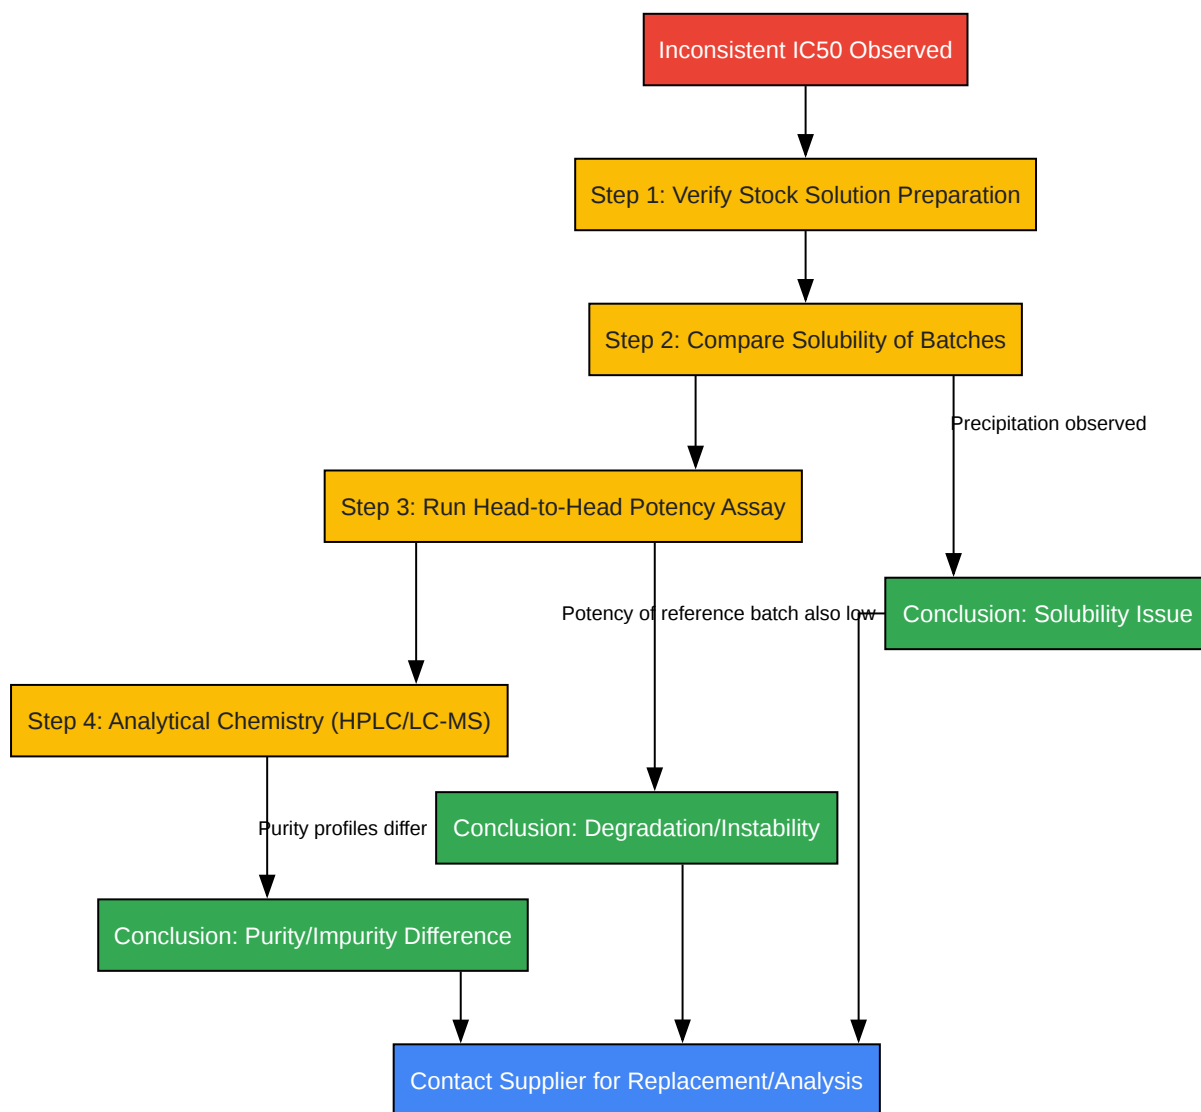 Inconsistent IC50 Observed
Step 1: Verify Stock Solution Preparation
Step 2: Compare Solubility of Batches
Precipitation observed
Step 3: Run Head-to-Head Potency Assay
Potency of reference batch also low
Conclusion: Solubility Issue
Step 4: Analytical Chemistry (HPLC/LC-MS)
Purity profiles differ
Conclusion: Degradation/Instability
Conclusion: Purity/Impurity Difference
Contact Supplier for Replacement/Analysis